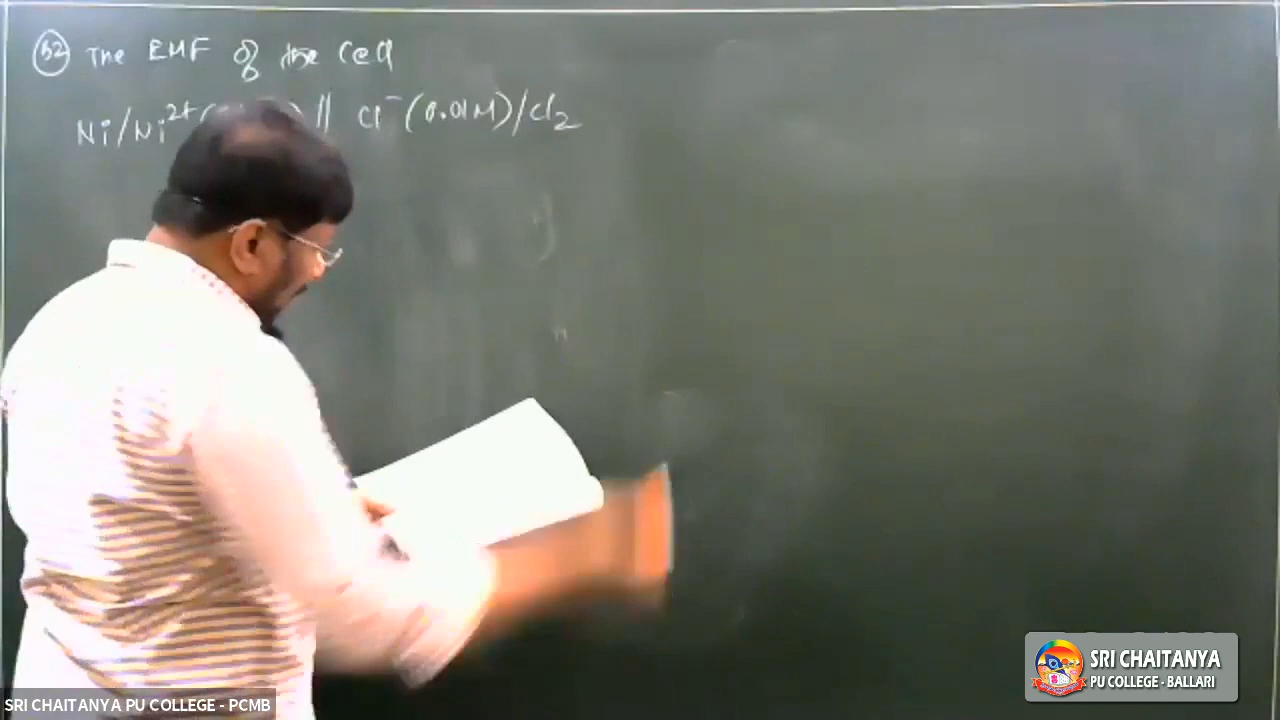 52 The EMF of the cell
Ni/Ni²⁺( ) // Cl⁻(0.01M)/Cl₂
SRI CHAITANYA
PU COLLEGE - BALLARI
SRI CHAITANYA PU COLLEGE - PCMB